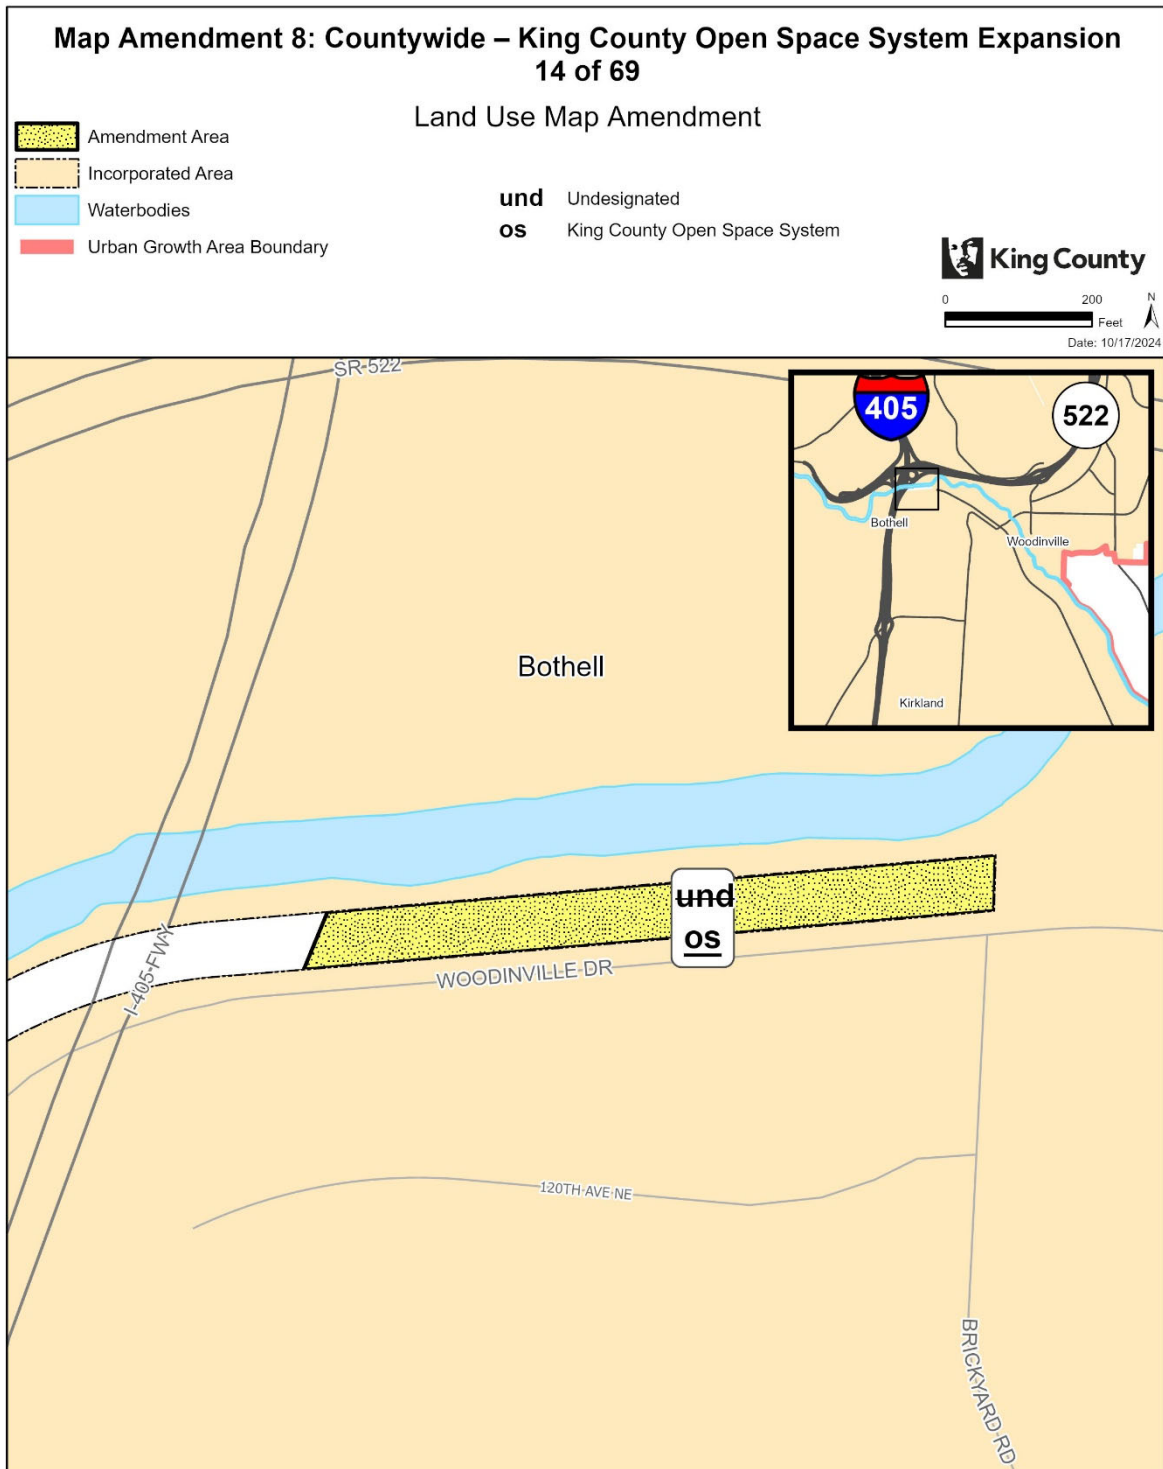 Map Amendment 8: Countywide – King County Open Space System Expansion
14 of 69
Land Use Map Amendment
Amendment Area
Incorporated Area
Waterbodies
Urban Growth Area Boundary
und Undesignated
os King County Open Space System
King County
0 200
Feet
N
Date: 10/17/2024
SR 522
405
522
Bothell
Woodinville
Kirkland
Bothell
und
os
I-405 FWY
WOODINVILLE DR
120TH AVE NE
BRICKYARD RD